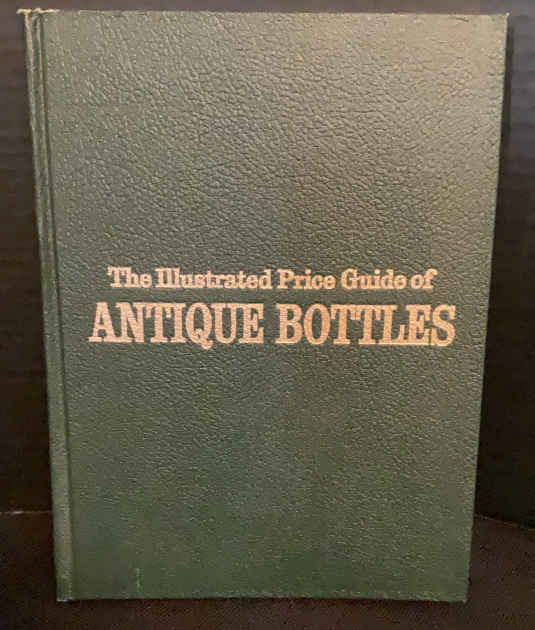 The Illustrated Price Guide of
ANTIQUE BOTTLES